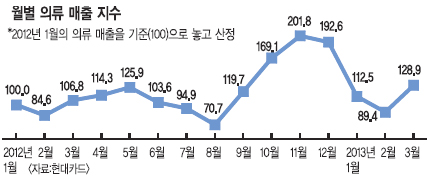 월별 의류 매출 지수
*2012년 1월의 의류 매출을 기준(100)으로 놓고 산정
100.0 84.6 106.8 114.3 125.9 103.6 94.9 70.7 119.7 169.1 201.8 192.6 112.5 89.4 128.9
2012년 2월 3월 4월 5월 6월 7월 8월 9월 10월 11월 12월 2013년 2월 3월
1월 <자료:현대카드> 1월